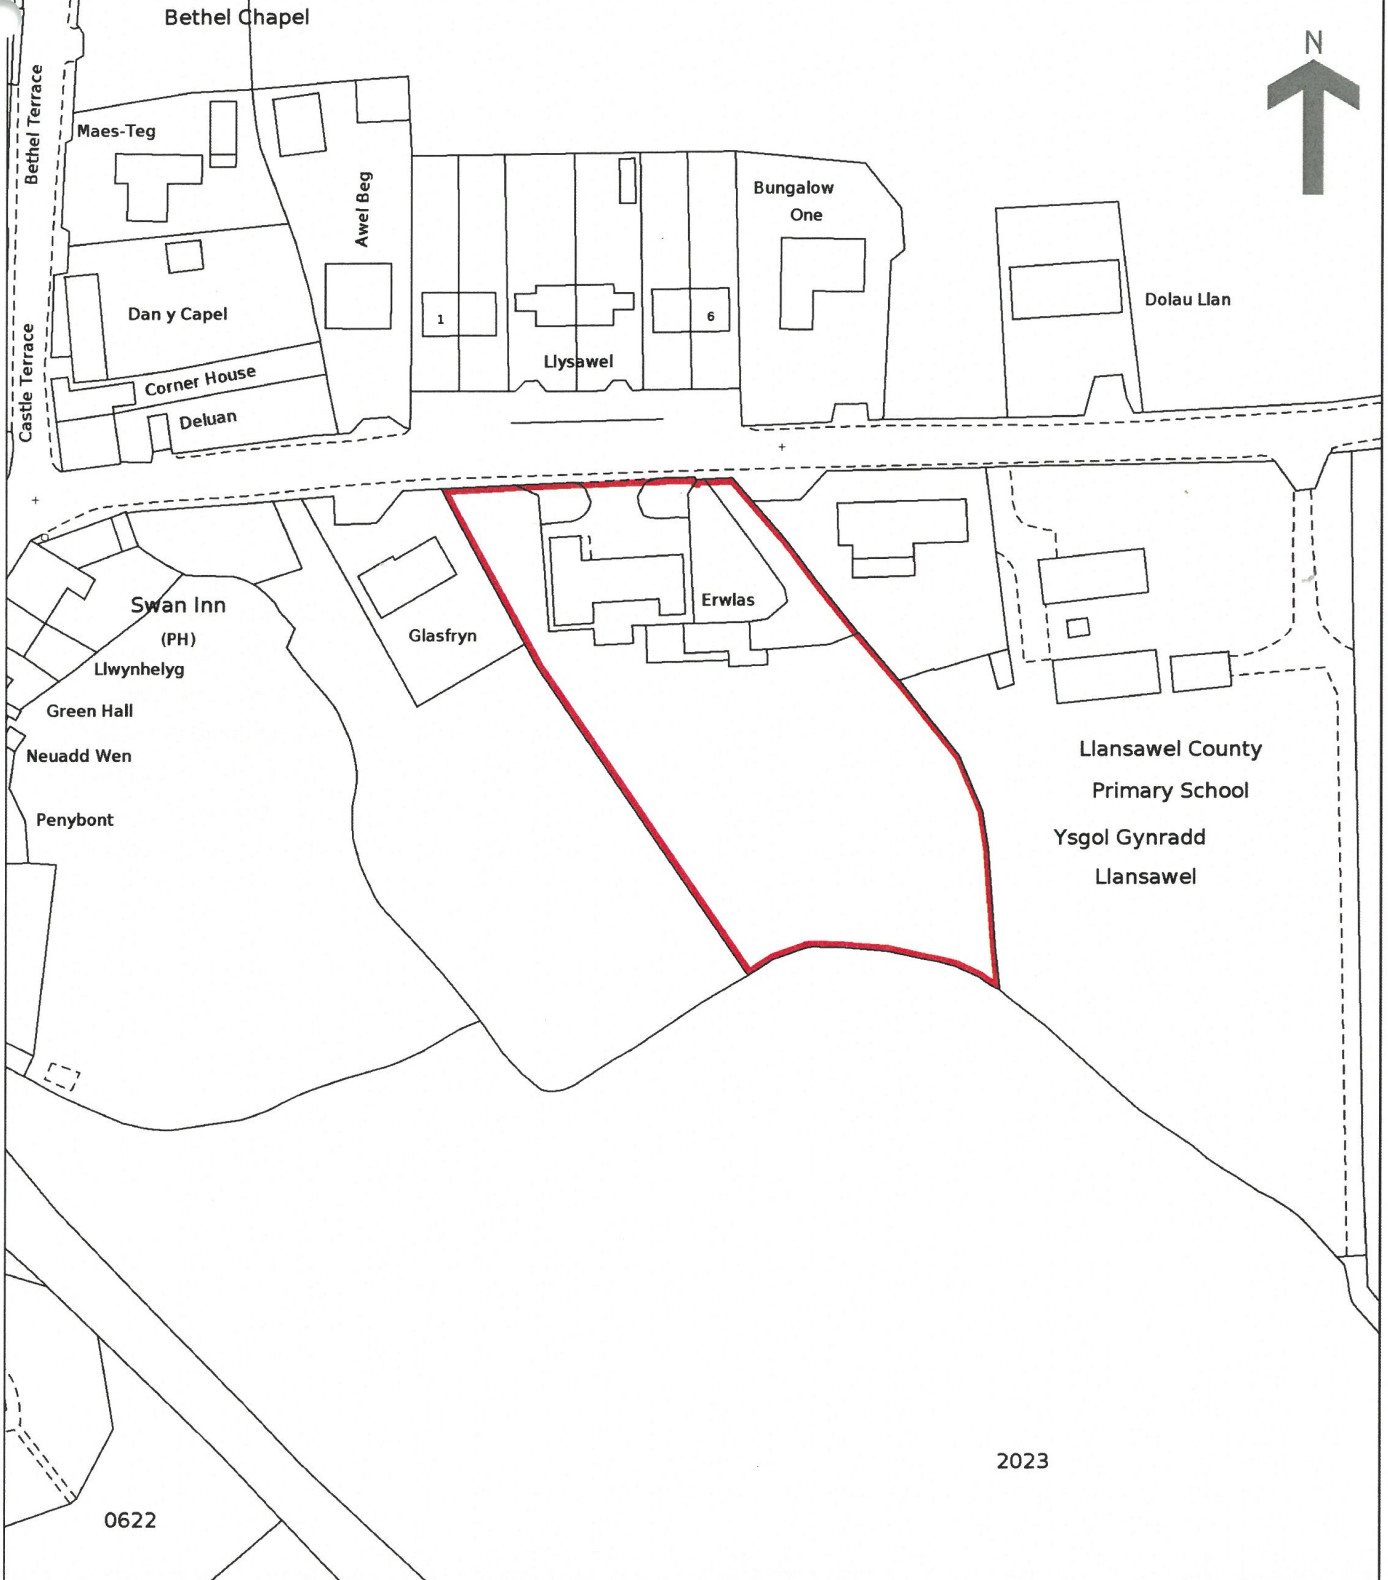 Bethel Chapel
N
Bethel Terrace
Maes-Teg
Awel Beg
Bungalow
One
Dan y Capel
Dolau Llan
1
6
Castle Terrace
Llysawel
Corner House
Deluan
Erwlas
Swan Inn
(PH)
Glasfryn
Llwynhelyg
Green Hall
Neuadd Wen
Penybont
Llansawel County
Primary School
Ysgol Gynradd
Llansawel
2023
0622